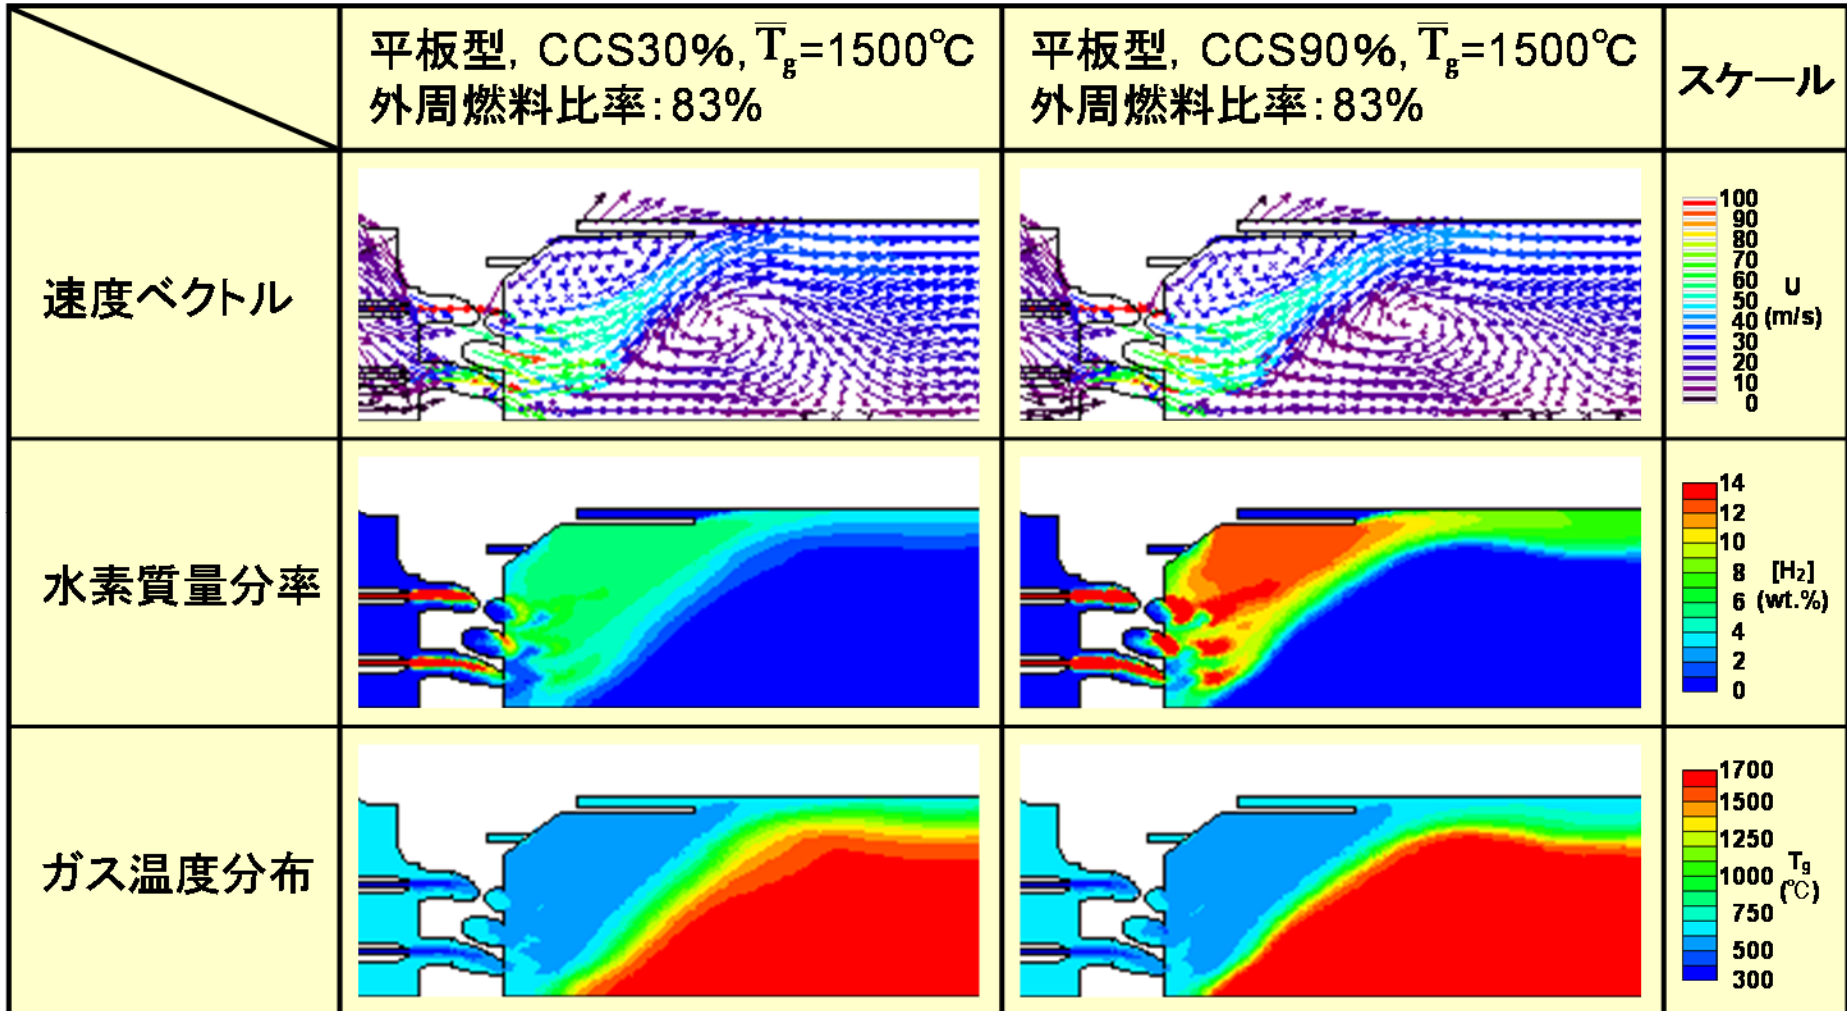 平板型, CCS30%, T̅g=1500℃
外周燃料比率:83%
平板型, CCS90%, T̅g=1500℃
外周燃料比率:83%
スケール
速度ベクトル
100
90
80
70
60
50
40
30
20
10
0
U
(m/s)
水素質量分率
14
12
10
8
6
4
2
0
[H₂]
(wt.%)
ガス温度分布
1700
1500
1250
1000
750
500
300
Tg
(℃)